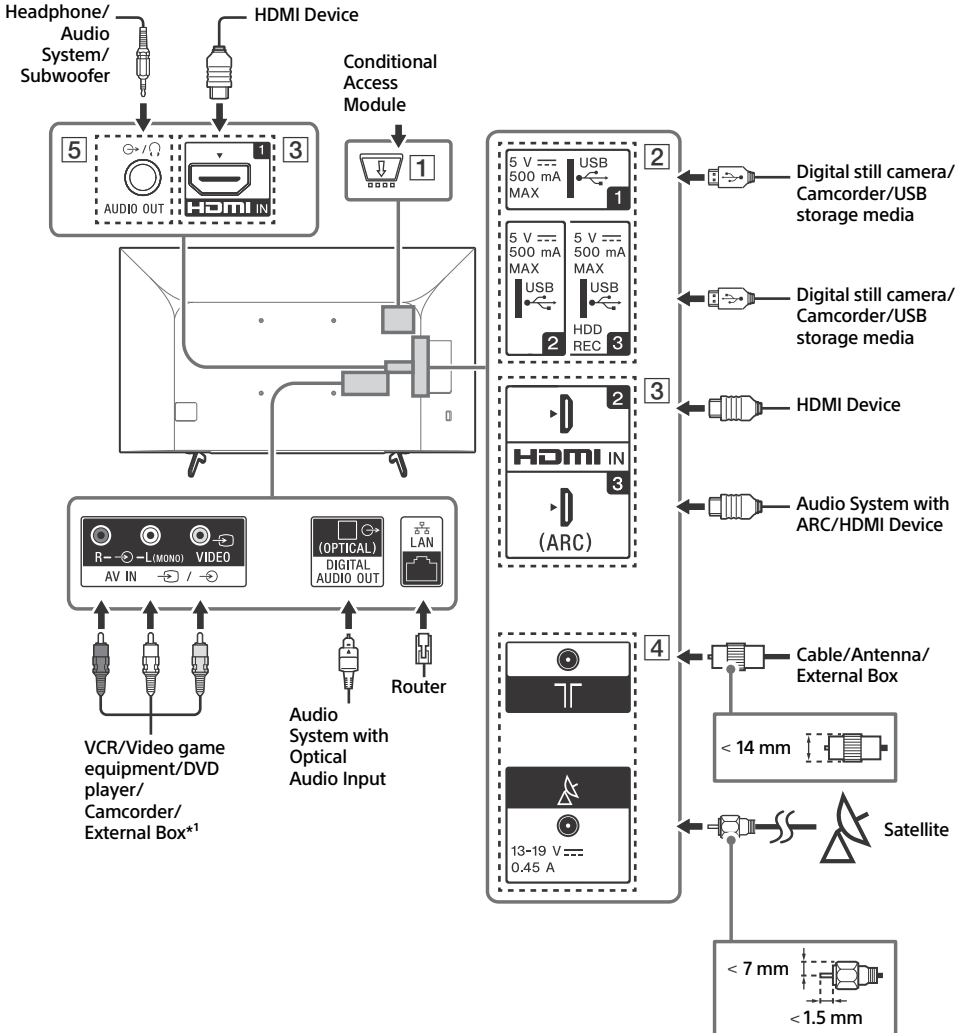 Headphone/
Audio
System/
Subwoofer
HDMI Device
Conditional
Access
Module
5
AUDIO OUT
1
3
HDMI IN
1
5 V
500 mA
MAX
USB
1
2
Digital still camera/
Camcorder/USB
storage media
5 V
500 mA
MAX
USB
2
5 V
500 mA
MAX
USB
HDD
REC 3
Digital still camera/
Camcorder/USB
storage media
2
3
HDMI IN
3
(ARC)
HDMI Device
Audio System with
ARC/HDMI Device
R L(MONO) VIDEO
AV IN /
(OPTICAL)
DIGITAL
AUDIO OUT
LAN
VCR/Video game
equipment/DVD
player/
Camcorder/
External Box*1
Audio
System with
Optical
Audio Input
Router
4
Cable/Antenna/
External Box
< 14 mm
13-19 V
0.45 A
Satellite
< 7 mm
< 1.5 mm